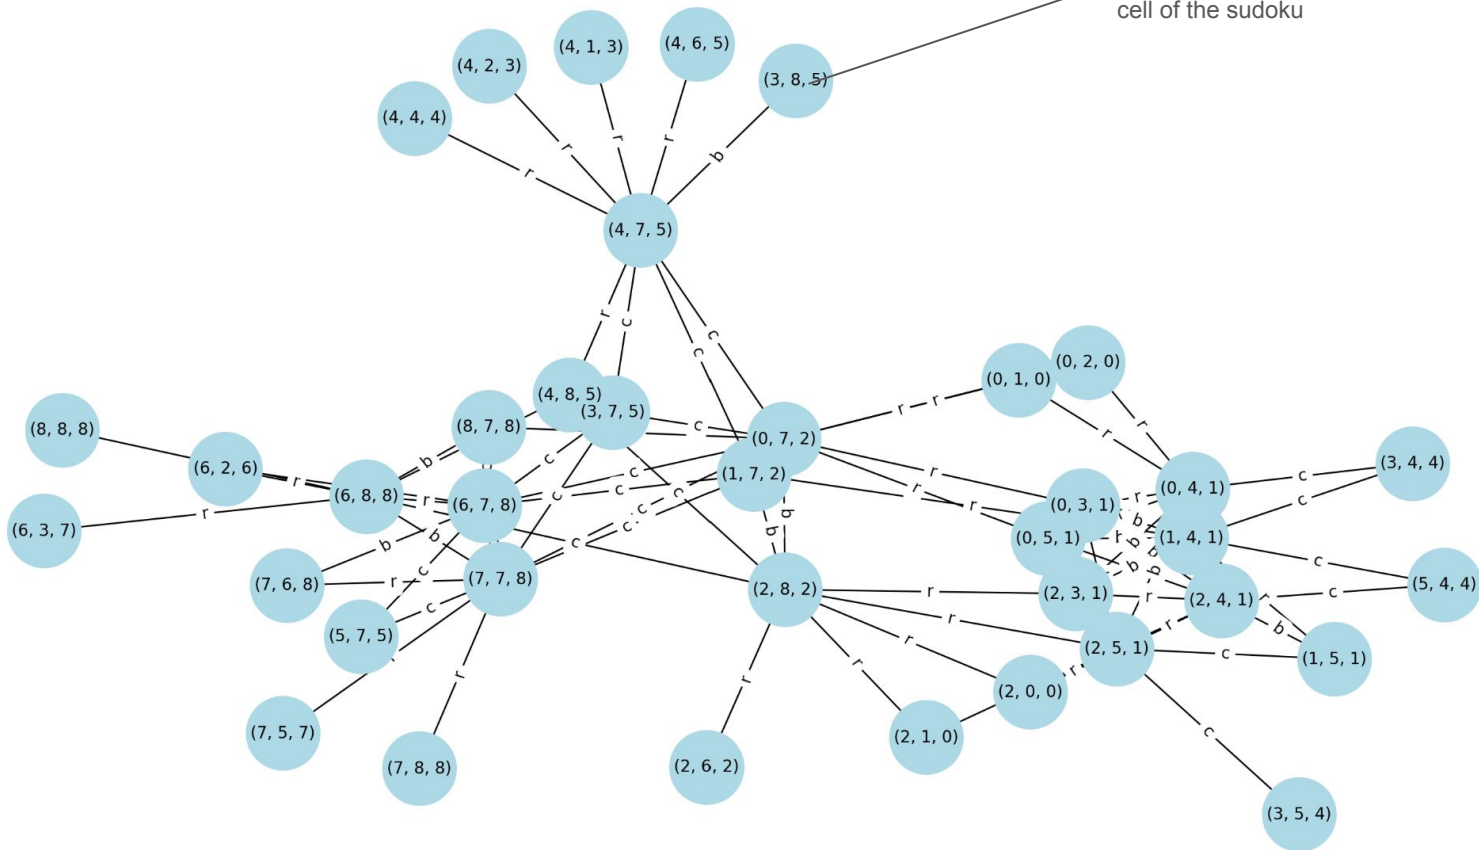 cell of the sudoku
(4, 6, 5)
(4, 1, 3)
(4, 2, 3)
(3, 8, 5)
(4, 4, 4)
r
r
r
b
r
(4, 7, 5)
r
c
c
c
(0, 2, 0)
(0, 1, 0)
(4, 8, 5)
(3, 7, 5)
r
r
r
r
(8, 8, 8)
(8, 7, 8)
c
(0, 7, 2)
(3, 4, 4)
(6, 2, 6)
b
c
c
r
c
c
(1, 7, 2)
r
(6, 8, 8)
r
(6, 7, 8)
c
c
c
r
r
(0, 3, 1)
r
(0, 4, 1)
c
(6, 3, 7)
r
b
b
c
c
c
b
b
(0, 5, 1)
r
b
b
b
(1, 4, 1)
(7, 6, 8)
r
(7, 7, 8)
c
(2, 8, 2)
r
(2, 3, 1)
r
(2, 4, 1)
b
c
c
(5, 4, 4)
(5, 7, 5)
c
r
r
r
b
(2, 5, 1)
c
(1, 5, 1)
r
r
r
r
(2, 0, 0)
(7, 5, 7)
(2, 1, 0)
c
(7, 8, 8)
(2, 6, 2)
(3, 5, 4)